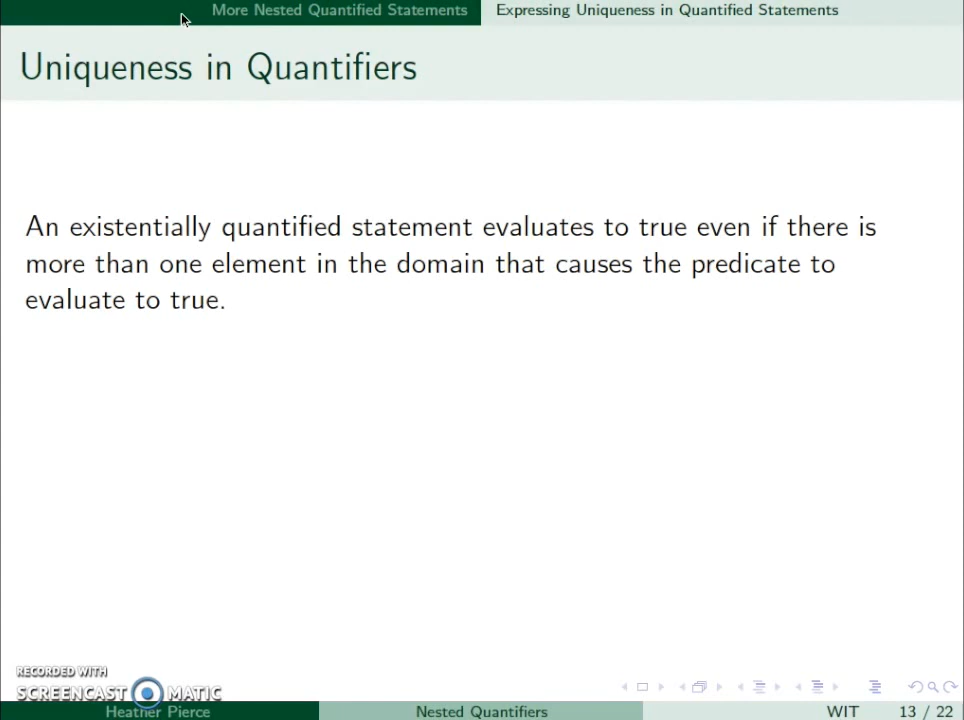 More Nested Quantified Statements
Expressing Uniqueness in Quantified Statements
Uniqueness in Quantifiers
An existentially quantified statement evaluates to true even if there is
more than one element in the domain that causes the predicate to
evaluate to true.
RECORDED WITH
SCREENCAST MATIC
Heather Pierce
Nested Quantifiers
WIT
13 / 22